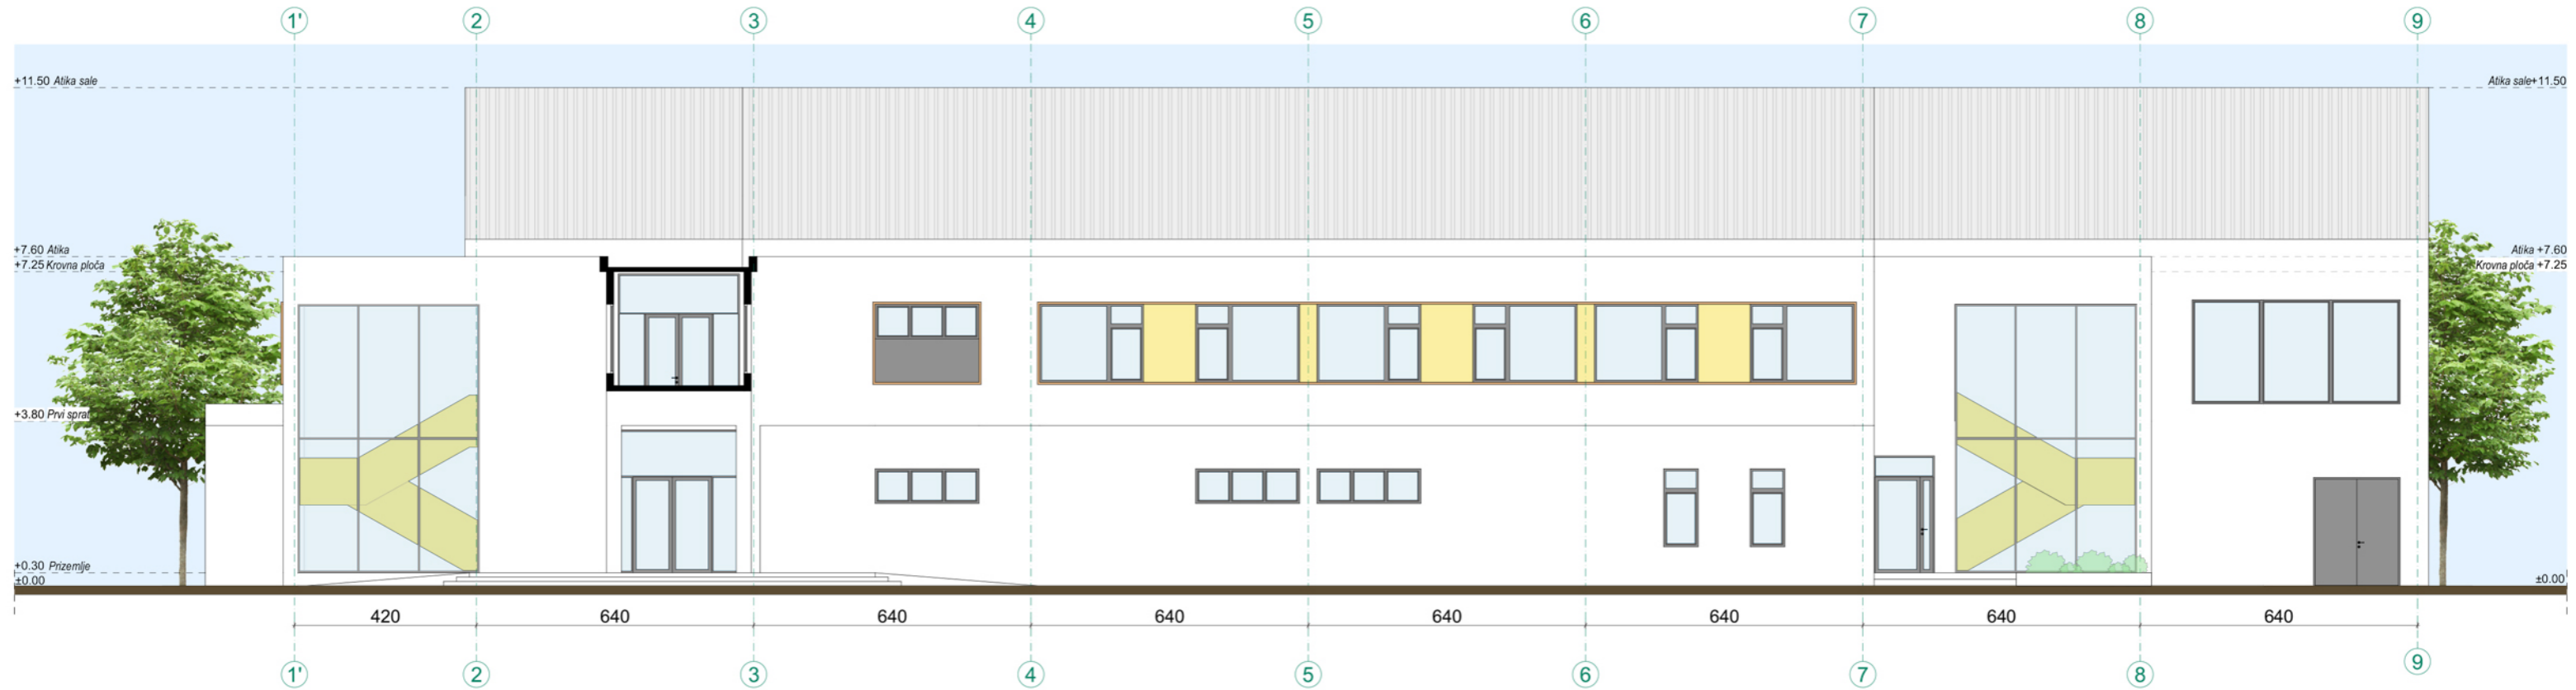 1' 2 3 4 5 6 7 8 9
+11.50 Atika sale
Atika sale+11.50
+7.60 Atika
Atika +7.60
+7.25 Krovna ploča
Krovna ploča +7.25
+3.80 Prvi sprat
+0.30 Prizemlje
±0.00
±0.00
420 640 640 640 640 640 640 640
1' 2 3 4 5 6 7 8 9